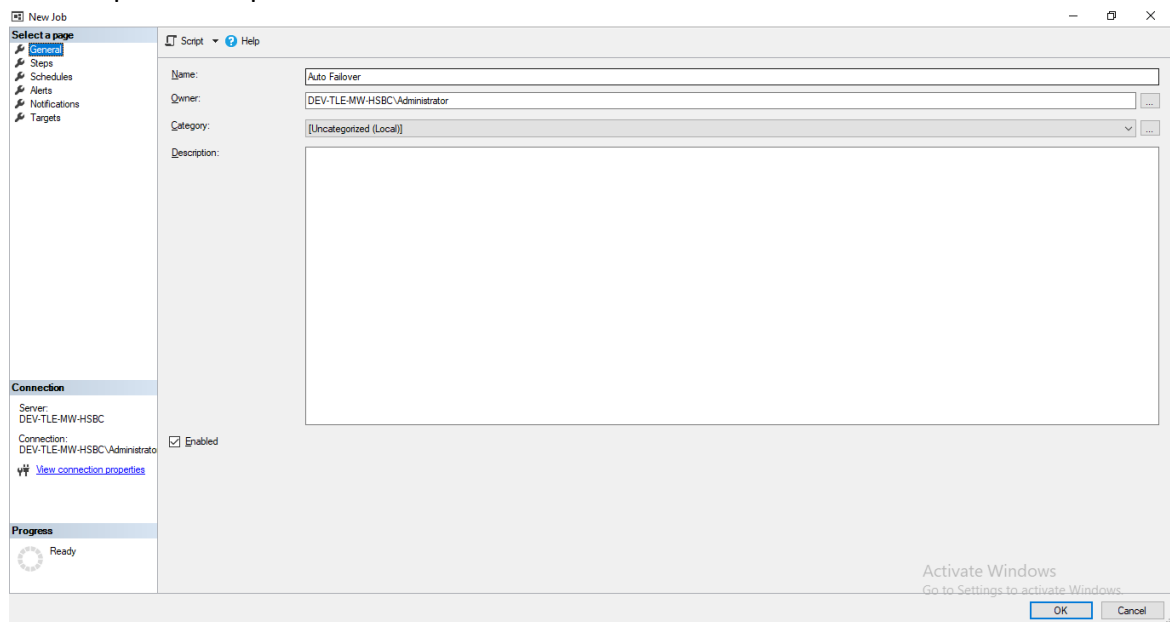 New Job
Select a page
General
Steps
Schedules
Alerts
Notifications
Targets
Script Help
Name: Auto Failover
Owner: DEV-TLE-MW-HSBC\Administrator ...
Category: [Uncategorized (Local)] ...
Description:
Enabled
Connection
Server:
DEV-TLE-MW-HSBC
Connection:
DEV-TLE-MW-HSBC\Administrato
View connection properties
Progress
Ready
Activate Windows
Go to Settings to activate Windows.
OK Cancel